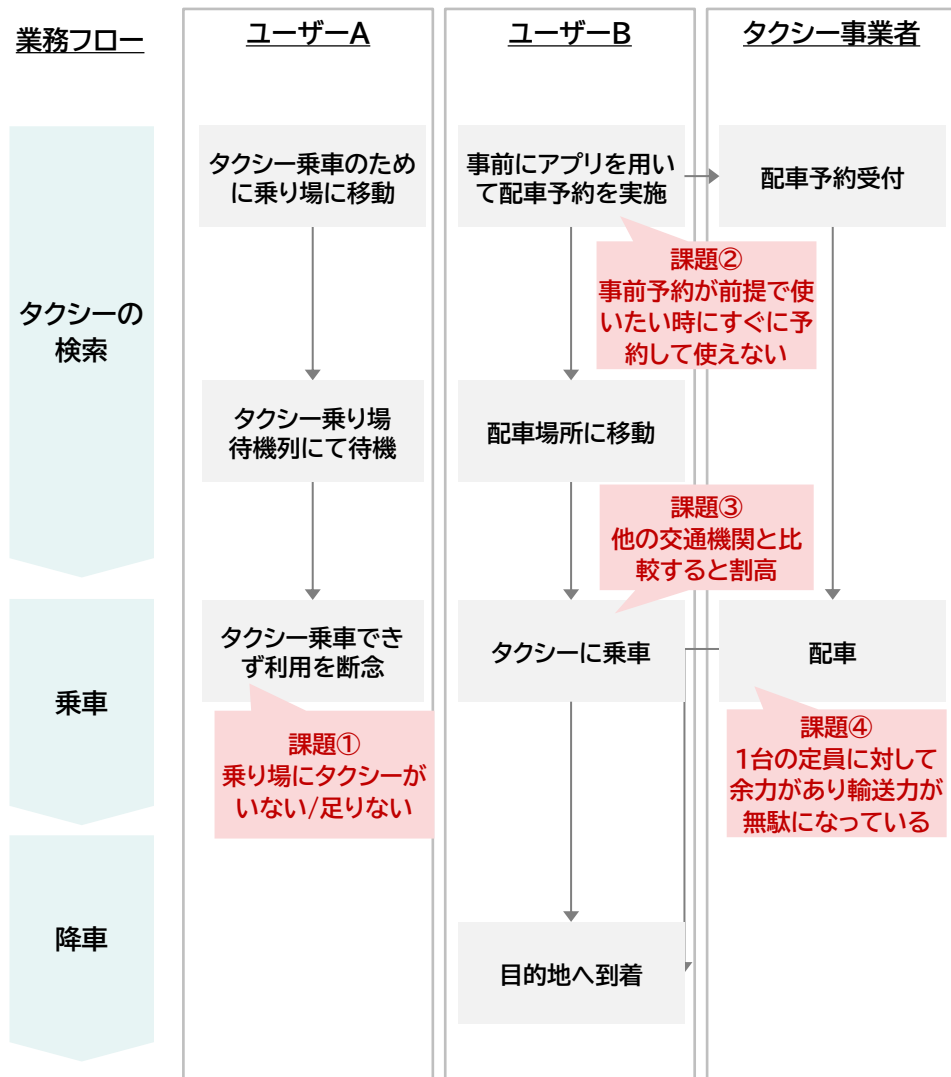 業務フロー
ユーザーA
ユーザーB
タクシー事業者
タクシーの
検索
タクシー乗車のため
に乗り場に移動
事前にアプリを用い
て配車予約を実施
配車予約受付
課題②
事前予約が前提で使
いたい時にすぐに予
約して使えない
タクシー乗り場
待機列にて待機
配車場所に移動
課題③
他の交通機関と比
較すると割高
乗車
タクシー乗車でき
ず利用を断念
タクシーに乗車
配車
課題①
乗り場にタクシーが
いない/足りない
課題④
1台の定員に対して
余力があり輸送力が
無駄になっている
降車
目的地へ到着